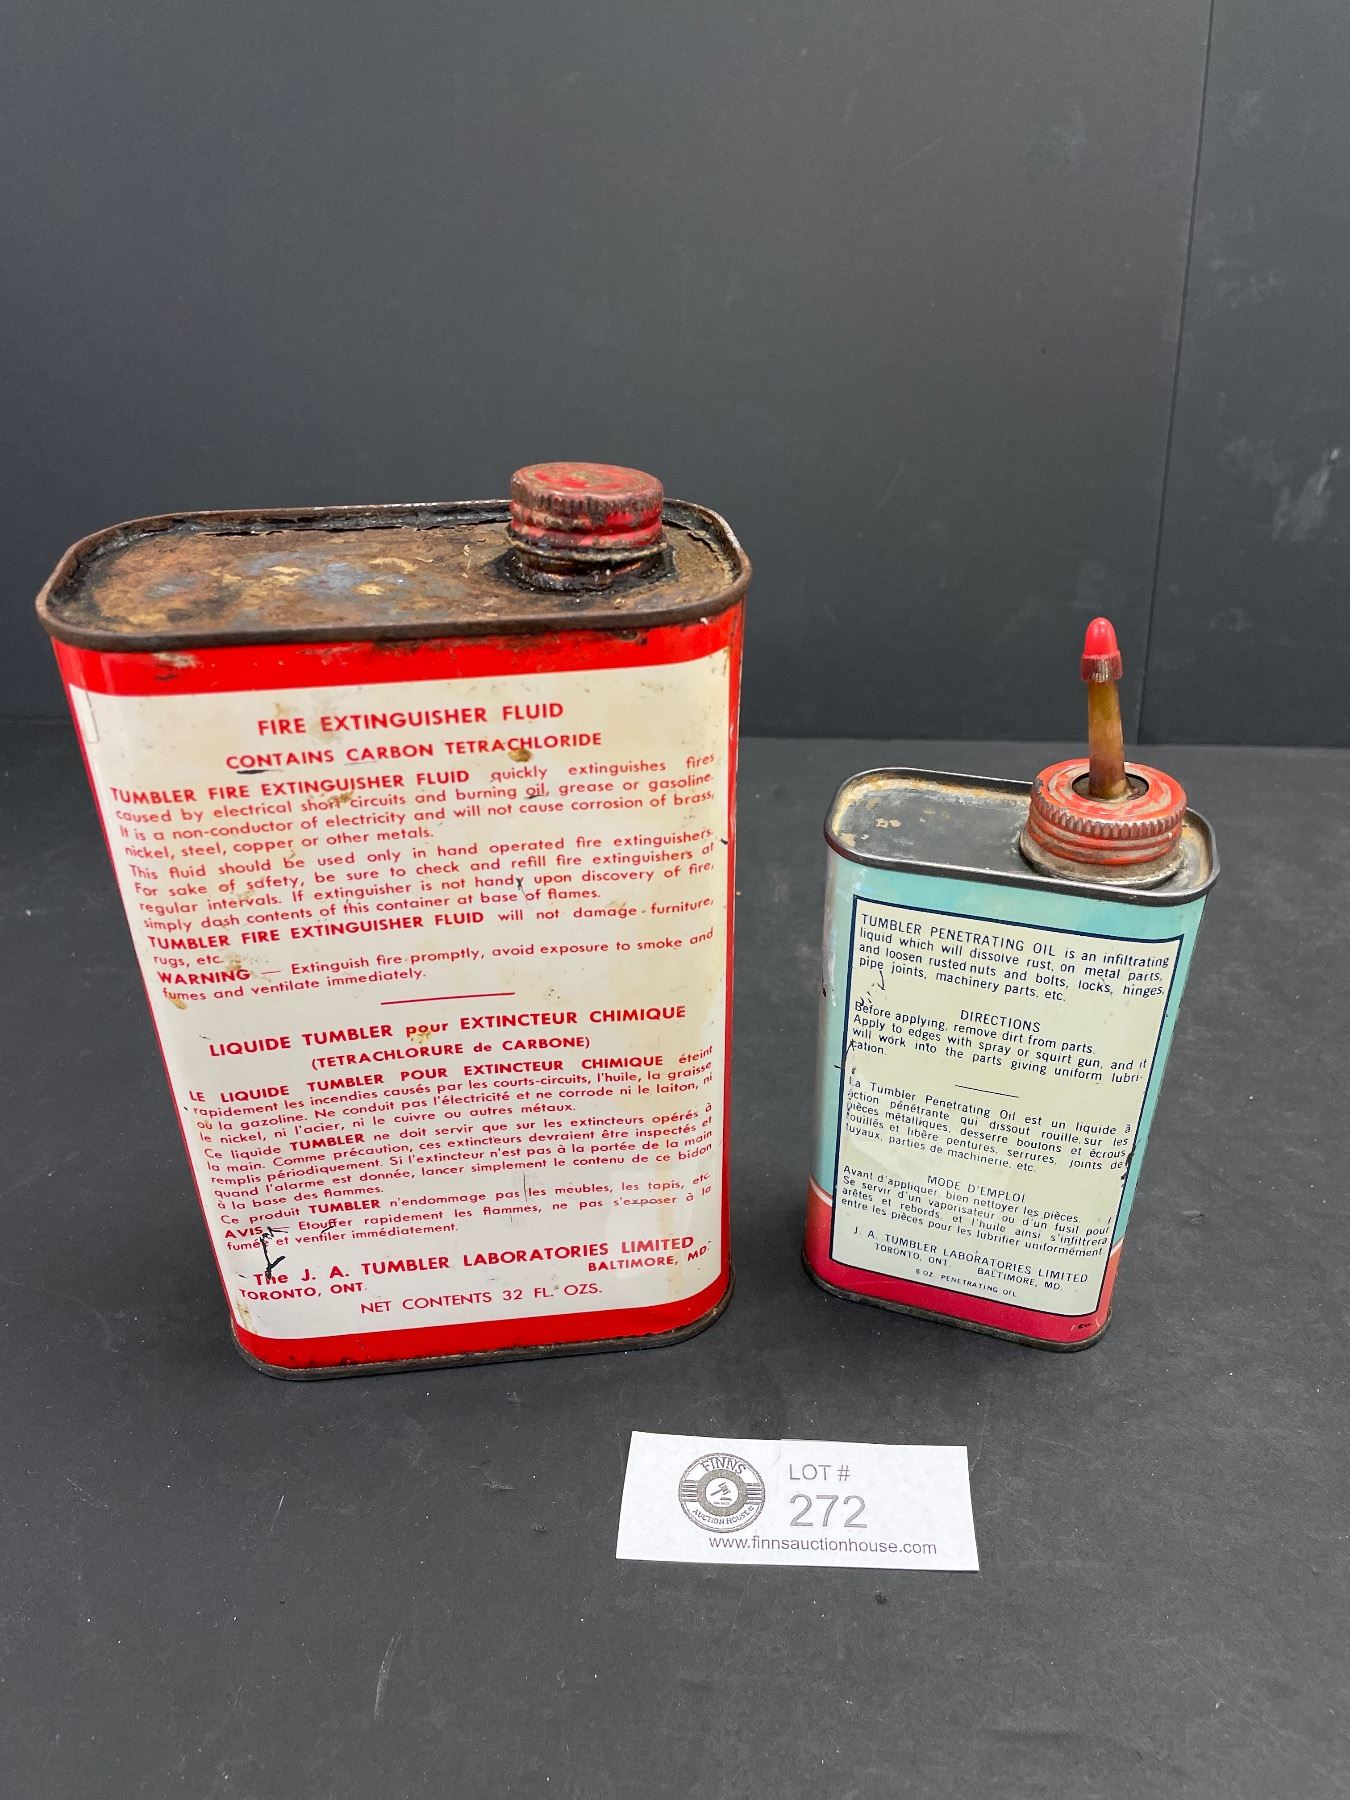 FIRE EXTINGUISHER FLUID
CONTAINS CARBON TETRACHLORIDE
TUMBLER FIRE EXTINGUISHER FLUID quickly extinguishes fires
caused by electrical short circuits and burning oil, grease or gasoline.
It is a non-conductor of electricity and will not cause corrosion of brass,
nickel, steel, copper or other metals.
This fluid should be used only in hand operated fire extinguishers.
For sake of safety, be sure to check and refill fire extinguishers at
regular intervals. If extinguisher is not handy upon discovery of fire,
simply dash contents of this container at base of flames.
TUMBLER FIRE EXTINGUISHER FLUID will not damage furniture,
rugs, etc.
WARNING — Extinguish fire promptly, avoid exposure to smoke and
fumes and ventilate immediately.
LIQUIDE TUMBLER pour EXTINCTEUR CHIMIQUE
(TETRACHLORURE de CARBONE)
LE LIQUIDE TUMBLER POUR EXTINCTEUR CHIMIQUE éteint
rapidement les incendies causés par les courts-circuits, l'huile, la graisse
ou la gazoline. Ne conduit pas l'électricité et ne corrode ni le laiton, ni
le nickel, ni l'acier, ni le cuivre ou autres métaux.
Ce liquide TUMBLER ne doit servir que sur les extincteurs opérés à
la main. Comme précaution, ces extincteurs devraient être inspectés et
remplis périodiquement. Si l'extincteur n'est pas à la portée de la main
quand l'alarme est donnée, lancer simplement le contenu de ce bidon
à la base des flammes.
Ce produit TUMBLER n'endommage pas les meubles, les tapis, etc.
AVIS — Etouffer rapidement les flammes, ne pas s'exposer à la
fumée et ventiler immédiatement.
The J. A. TUMBLER LABORATORIES LIMITED
TORONTO, ONT. BALTIMORE, MD.
NET CONTENTS 32 FL. OZS.
TUMBLER PENETRATING OIL is an infiltrating
liquid which will dissolve rust, on metal parts,
and loosen rusted nuts and bolts, locks, hinges,
pipe joints, machinery parts, etc.
DIRECTIONS
Before applying, remove dirt from parts.
Apply to edges with spray or squirt gun, and it
will work into the parts giving uniform lubri-
cation.
La Tumbler Penetrating Oil est un liquide à
action pénétrante qui dissout rouille, sur les
pièces métalliques, desserre boulons et écrous
rouillés et libère pentures, serrures, joints de
tuyaux, parties de machinerie, etc.
MODE D'EMPLOI
Avant d'appliquer, bien nettoyer les pièces.
Se servir d'un vaporisateur ou d'un fusil pour
arêtes et rebords, et l'huile ainsi s'infiltrera
entre les pièces pour les lubrifier uniformément.
J. A. TUMBLER LABORATORIES LIMITED
TORONTO, ONT. BALTIMORE, MD.
8 OZ. PENETRATING OIL
FINNS
AUCTION HOUSE
LOT #
272
www.finnsauctionhouse.com